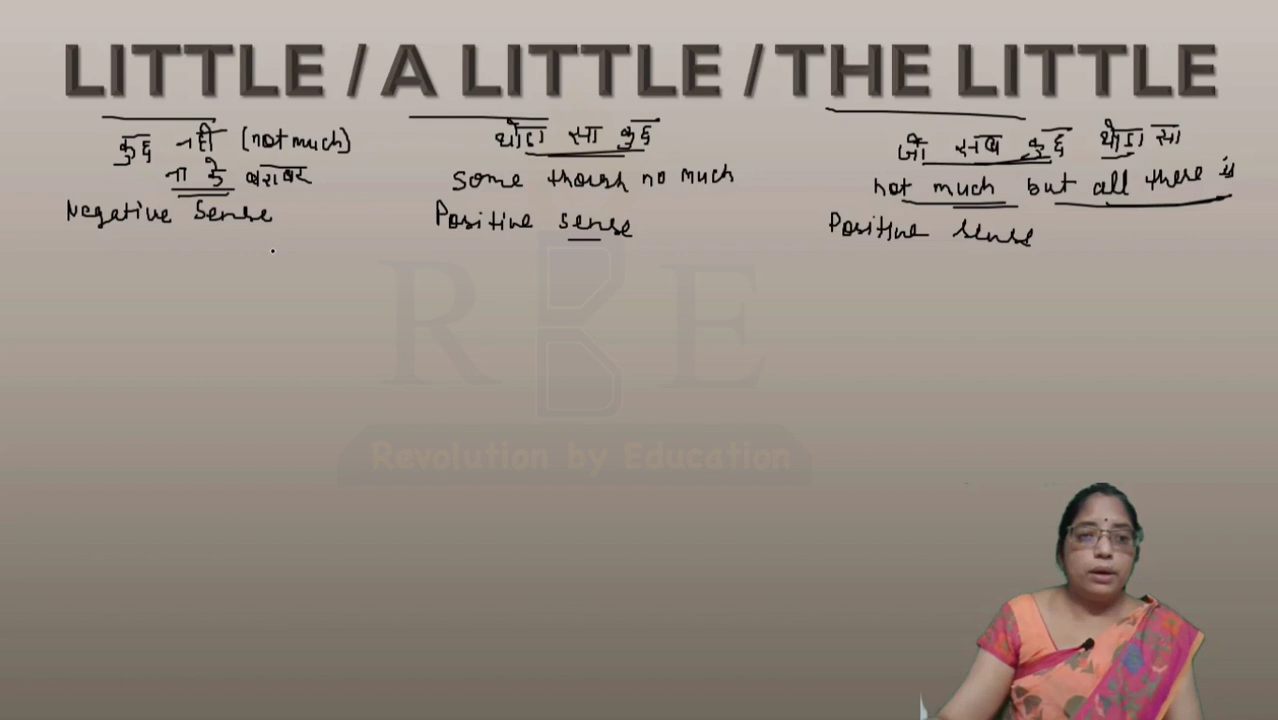 LITTLE / A LITTLE / THE LITTLE
कुछ नही (not much)
ना के बराबर
Negative Sense
थोडा सा कुछ
Some though no much
Positive sense
जो सब कुछ थोडा सा
not much but all there is
Positive sense
R B E
Revolution by Education